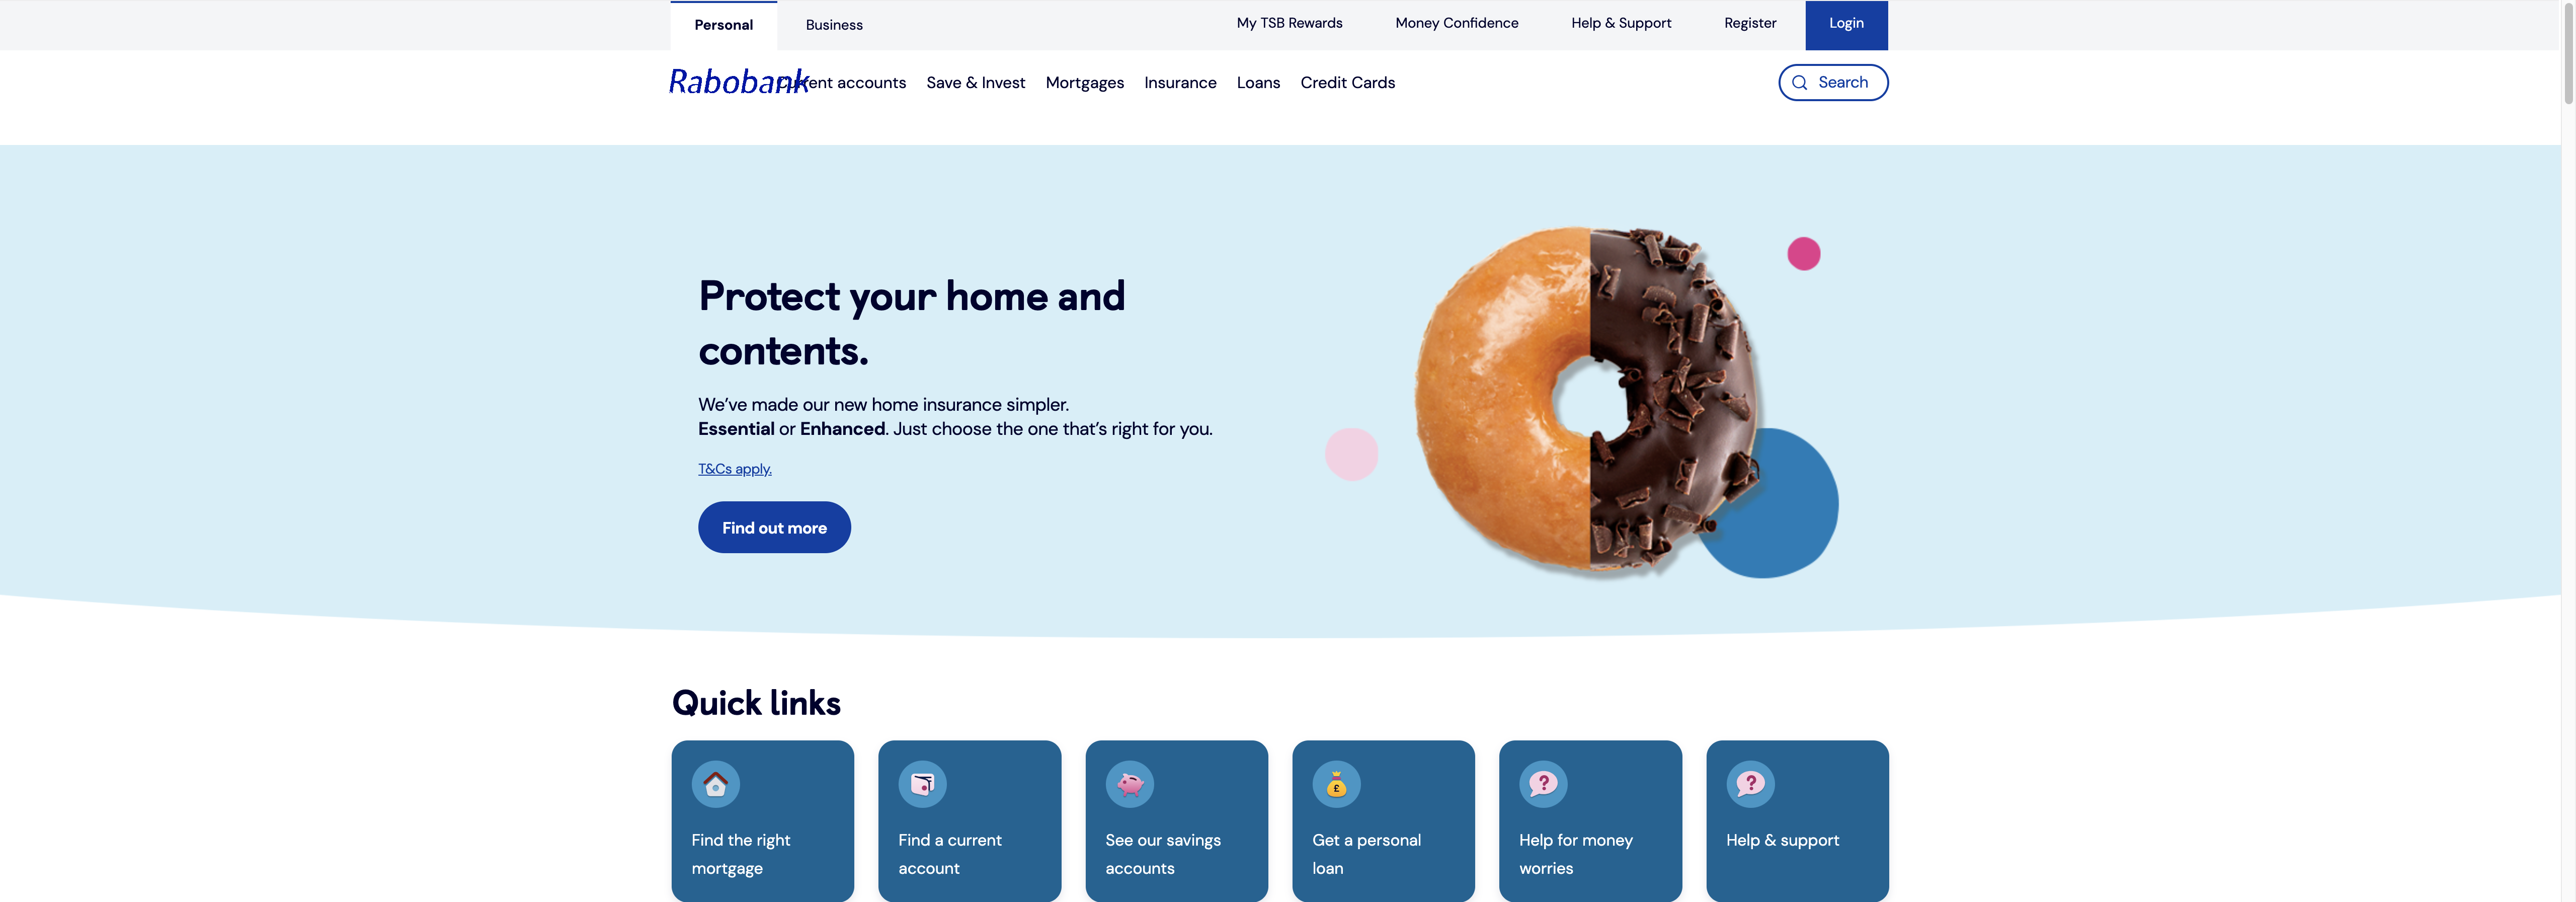 Personal
Business
My TSB Rewards
Money Confidence
Help & Support
Register
Login
Rabobank
Current accounts
Save & Invest
Mortgages
Insurance
Loans
Credit Cards
Search
Protect your home and
contents.
We’ve made our new home insurance simpler.
Essential or Enhanced. Just choose the one that’s right for you.
T&Cs apply.
Find out more
Quick links
£
?
?
Find the right
mortgage
Find a current
account
See our savings
accounts
Get a personal
loan
Help for money
worries
Help & support